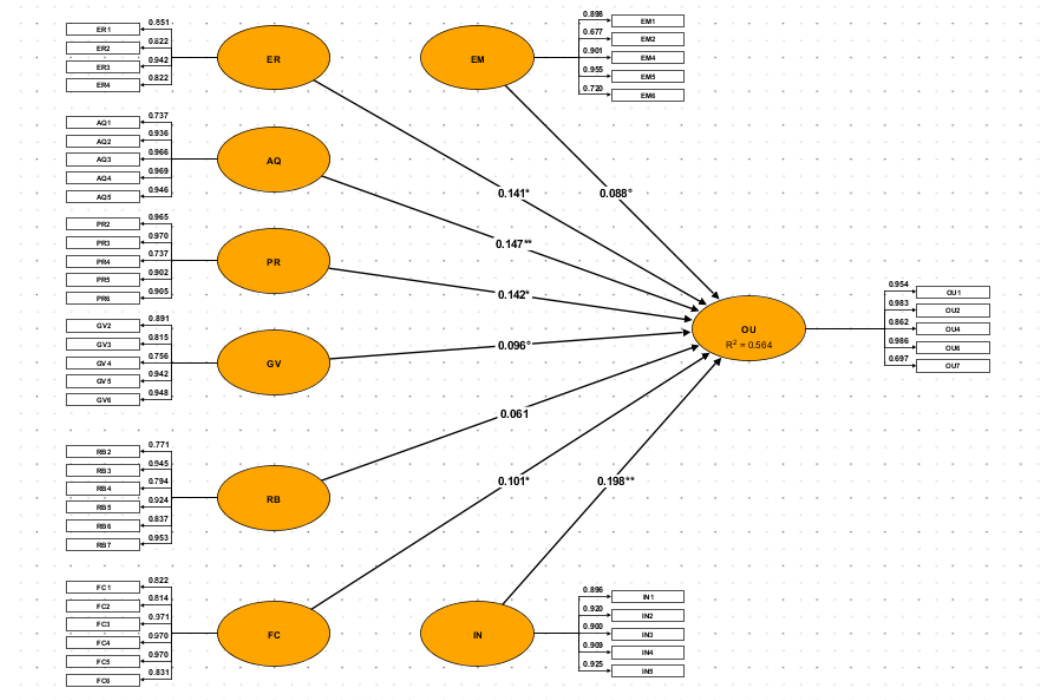 ER1 0.851
ER2 0.822
ER3 0.942
ER4 0.822
ER
EM
0.898 EM1
0.677 EM2
0.901 EM4
0.955 EM5
0.720 EM6
AQ1 0.737
AQ2 0.936
AQ3 0.966
AQ4 0.969
AQ5 0.946
AQ
0.141*
0.088*
PR2 0.965
PR3 0.970
PR4 0.737
PR5 0.902
PR6 0.905
PR
0.147**
0.142*
GV2 0.891
GV3 0.815
GV4 0.756
GV5 0.942
GV6 0.948
GV
0.096*
OU
R² = 0.564
0.954 OU1
0.983 OU2
0.862 OU4
0.986 OU6
0.697 OU7
0.061
RB2 0.771
RB3 0.945
RB4 0.794
RB5 0.924
RB6 0.837
RB7 0.953
RB
0.101*
0.198**
FC1 0.822
FC2 0.814
FC3 0.971
FC4 0.970
FC5 0.970
FC6 0.831
FC
IN
0.896 IN1
0.920 IN2
0.900 IN3
0.909 IN4
0.925 IN5